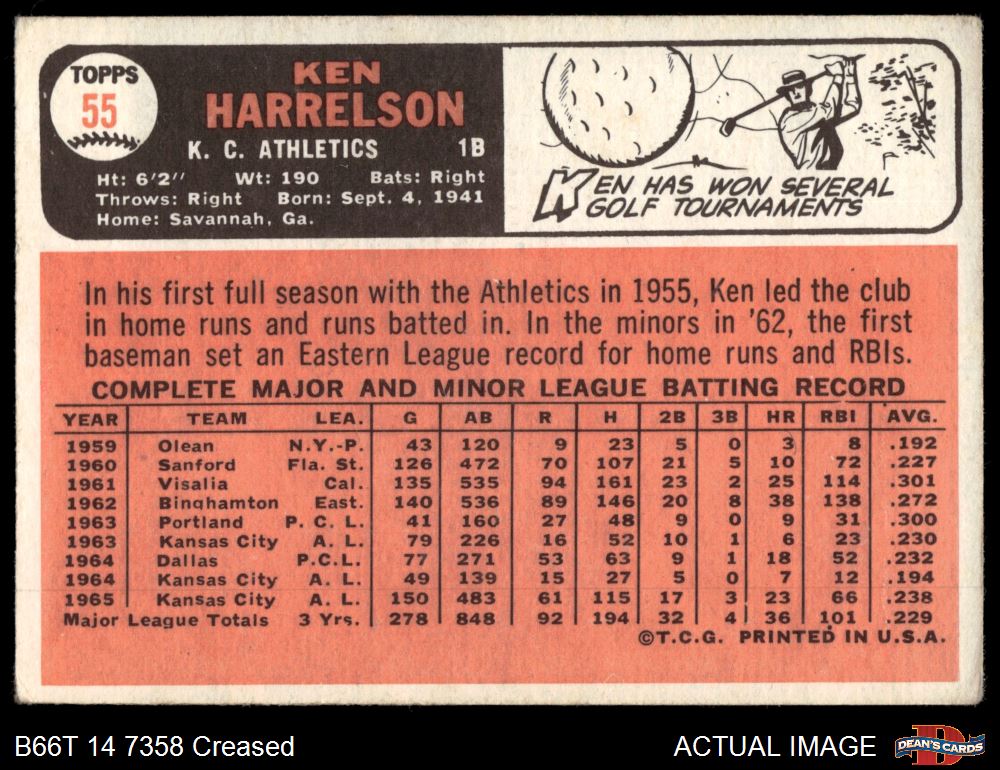 TOPPS
55
KEN
HARRELSON
K. C. ATHLETICS 1B
Ht: 6'2" Wt: 190 Bats: Right
Throws: Right Born: Sept. 4, 1941
Home: Savannah, Ga.
KEN HAS WON SEVERAL
GOLF TOURNAMENTS
In his first full season with the Athletics in 1955, Ken led the club
in home runs and runs batted in. In the minors in '62, the first
baseman set an Eastern League record for home runs and RBIs.
COMPLETE MAJOR AND MINOR LEAGUE BATTING RECORD
YEAR TEAM LEA. G AB R H 2B 3B HR RBI AVG.
1959 Olean N.Y.-P. 43 120 9 23 5 0 3 8 .192
1960 Sanford Fla. St. 126 472 70 107 21 5 10 72 .227
1961 Visalia Cal. 135 535 94 161 23 2 25 114 .301
1962 Binghamton East. 140 536 89 146 20 8 38 138 .272
1963 Portland P. C. L. 41 160 27 48 9 0 9 31 .300
1963 Kansas City A. L. 79 226 16 52 10 1 6 23 .230
1964 Dallas P.C.L. 77 271 53 63 9 1 18 52 .232
1964 Kansas City A. L. 49 139 15 27 5 0 7 12 .194
1965 Kansas City A. L. 150 483 61 115 17 3 23 66 .238
Major League Totals 3 Yrs. 278 848 92 194 32 4 36 101 .229
©T.C.G. PRINTED IN U.S.A.
B66T 14 7358 Creased
ACTUAL IMAGE
DEAN'S CARDS